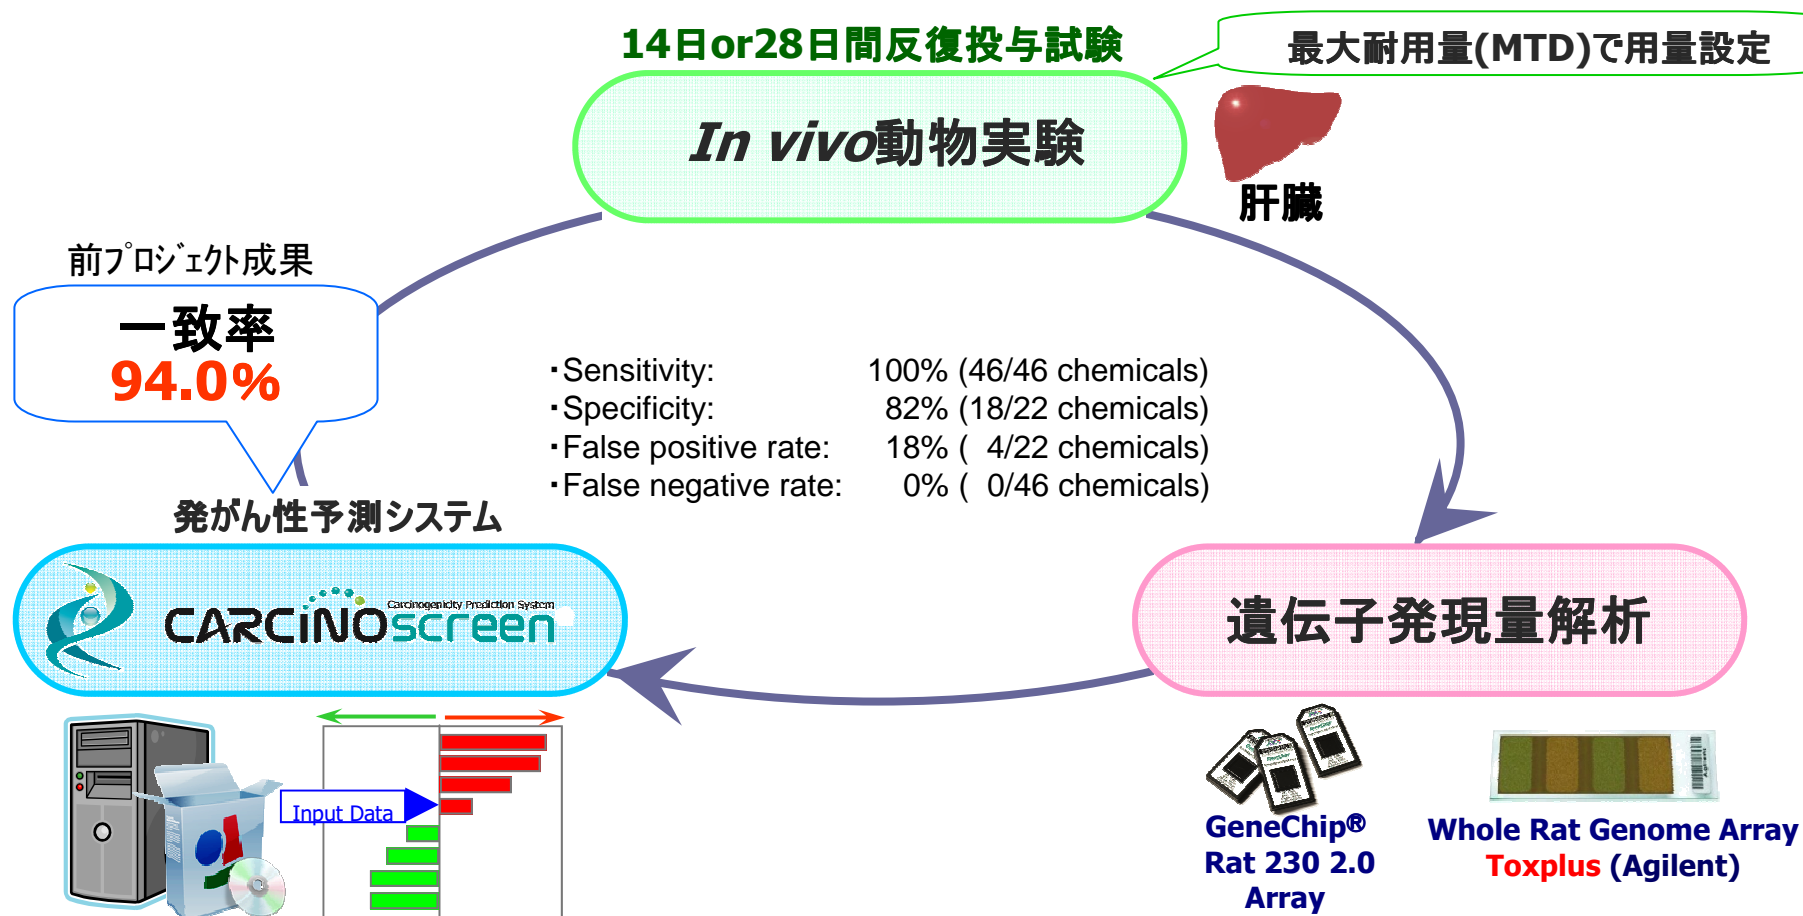 14日or28日間反復投与試験
最大耐用量(MTD)で用量設定
In vivo動物実験
肝臓
前プロジェクト成果
一致率
94.0%
・Sensitivity: 100% (46/46 chemicals)
・Specificity: 82% (18/22 chemicals)
・False positive rate: 18% ( 4/22 chemicals)
・False negative rate: 0% ( 0/46 chemicals)
発がん性予測システム
Carcinogenicity Prediction System
CARCiNOscreen
遺伝子発現量解析
Input Data
GeneChip®
Rat 230 2.0
Array
Agilent
Whole Rat Genome Array
Toxplus (Agilent)